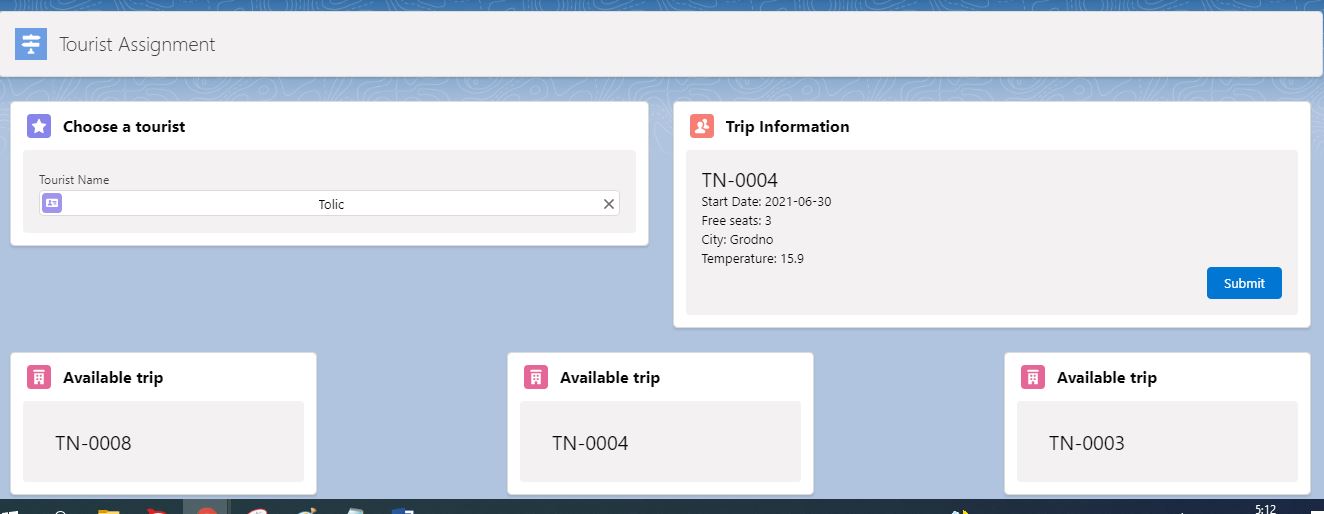 Tourist Assignment
Choose a tourist
Tourist Name
Tolic
Trip Information
TN-0004
Start Date: 2021-06-30
Free seats: 3
City: Grodno
Temperature: 15.9
Submit
Available trip
TN-0008
Available trip
TN-0004
Available trip
TN-0003
5:12